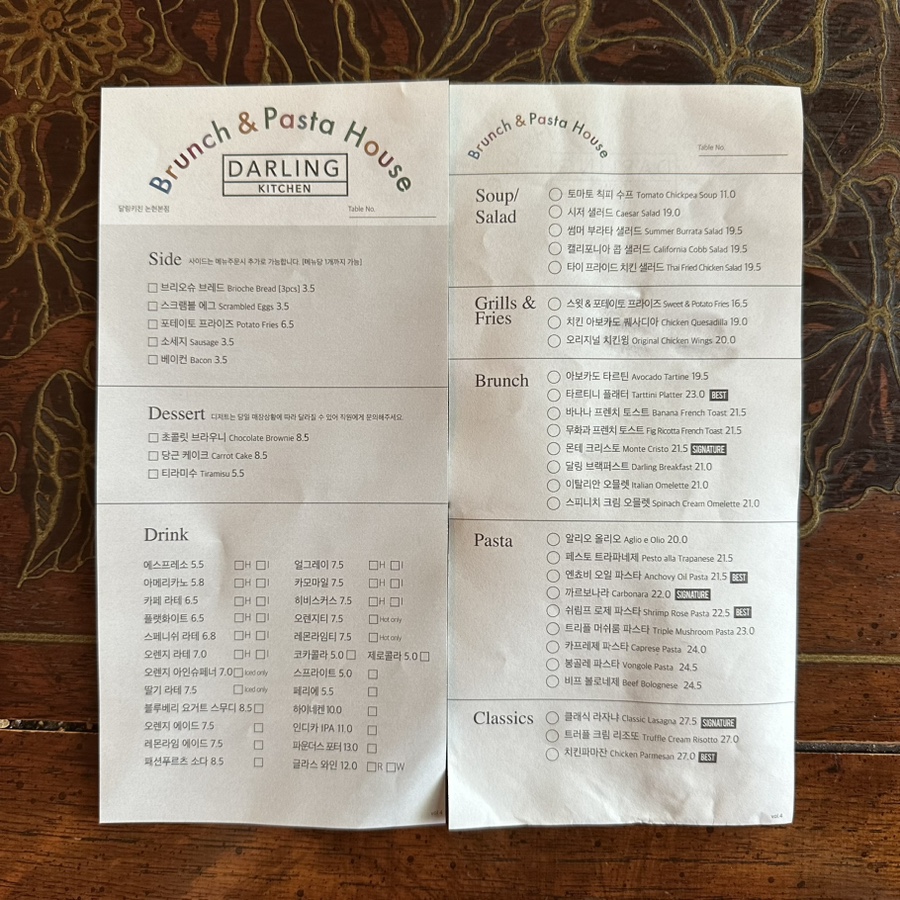 Brunch & Pasta House
DARLING
KITCHEN
달링키친 논현본점
Table No.
Side 사이드는 메뉴주문시 추가로 가능합니다. [메뉴당 1개까지 가능]
브리오슈 브레드 Brioche Bread [3pcs] 3.5
스크램블 에그 Scrambled Eggs 3.5
포테이토 프라이즈 Potato Fries 6.5
소세지 Sausage 3.5
베이컨 Bacon 3.5
Dessert 디저트는 당일 매장상황에 따라 달라질 수 있어 직원에게 문의해주세요.
초콜릿 브라우니 Chocolate Brownie 8.5
당근 케이크 Carrot Cake 8.5
티라미수 Tiramisu 5.5
Drink
에스프레소 5.5 H I
아메리카노 5.8 H I
카페 라떼 6.5 H I
플랫화이트 6.5 H I
스페니쉬 라떼 6.8 H I
오렌지 라떼 7.0 H I
오렌지 아인슈페너 7.0 Iced only
딸기 라떼 7.5 Iced only
블루베리 요거트 스무디 8.5
오렌지 에이드 7.5
레몬라임 에이드 7.5
패션푸르츠 소다 8.5
얼그레이 7.5 H I
카모마일 7.5 H I
히비스커스 7.5 H I
오렌지티 7.5 Hot only
레몬라임티 7.5 Hot only
코카콜라 5.0 제로콜라 5.0
스프라이트 5.0
페리에 5.5
하이네켄 10.0
인디카 IPA 11.0
파운더스 포터 13.0
글라스 와인 12.0 R W
vol.4
Brunch & Pasta House
Table No.
Soup/
Salad
토마토 칙피 수프 Tomato Chickpea Soup 11.0
시저 샐러드 Caesar Salad 19.0
썸머 부라타 샐러드 Summer Burrata Salad 19.5
캘리포니아 콥 샐러드 California Cobb Salad 19.5
타이 프라이드 치킨 샐러드 Thai Fried Chicken Salad 19.5
Grills &
Fries
스윗 & 포테이토 프라이즈 Sweet & Potato Fries 16.5
치킨 아보카도 퀘사디아 Chicken Quesadilla 19.0
오리지널 치킨윙 Original Chicken Wings 20.0
Brunch
아보카도 타르틴 Avocado Tartine 19.5
타르티니 플래터 Tarttini Platter 23.0 BEST
바나나 프렌치 토스트 Banana French Toast 21.5
무화과 프렌치 토스트 Fig Ricotta French Toast 21.5
몬테 크리스토 Monte Cristo 21.5 SIGNATURE
달링 브랙퍼스트 Darling Breakfast 21.0
이탈리안 오믈렛 Italian Omelette 21.0
스피니치 크림 오믈렛 Spinach Cream Omelette 21.0
Pasta
알리오 올리오 Aglio e Olio 20.0
페스토 트라파네제 Pesto alla Trapanese 21.5
엔쵸비 오일 파스타 Anchovy Oil Pasta 21.5 BEST
까르보나라 Carbonara 22.0 SIGNATURE
쉬림프 로제 파스타 Shrimp Rose Pasta 22.5 BEST
트리플 머쉬룸 파스타 Triple Mushroom Pasta 23.0
카프레제 파스타 Caprese Pasta 24.0
봉골레 파스타 Vongole Pasta 24.5
비프 볼로네제 Beef Bolognese 24.5
Classics
클래식 라자냐 Classic Lasagna 27.5 SIGNATURE
트러플 크림 리조또 Truffle Cream Risotto 27.0
치킨파마잔 Chicken Parmesan 27.0 BEST
vol.4